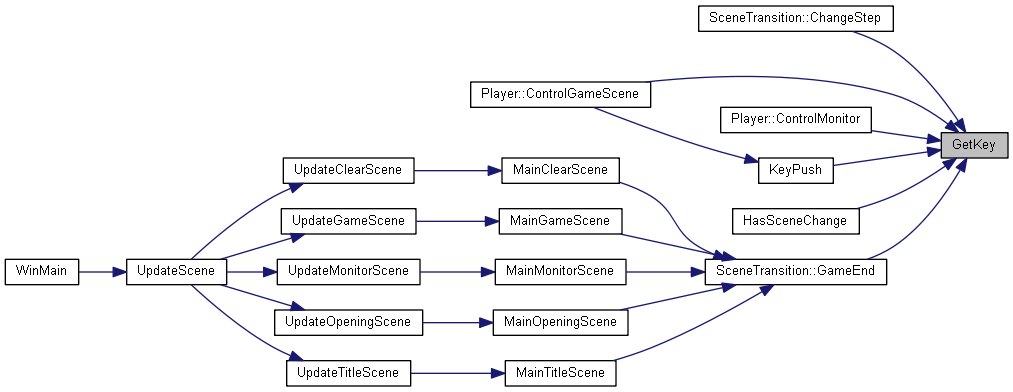 SceneTransition::ChangeStep
Player::ControlGameScene
Player::ControlMonitor
GetKey
KeyPush
UpdateClearScene
MainClearScene
HasSceneChange
UpdateGameScene
MainGameScene
WinMain
UpdateScene
UpdateMonitorScene
MainMonitorScene
SceneTransition::GameEnd
UpdateOpeningScene
MainOpeningScene
UpdateTitleScene
MainTitleScene